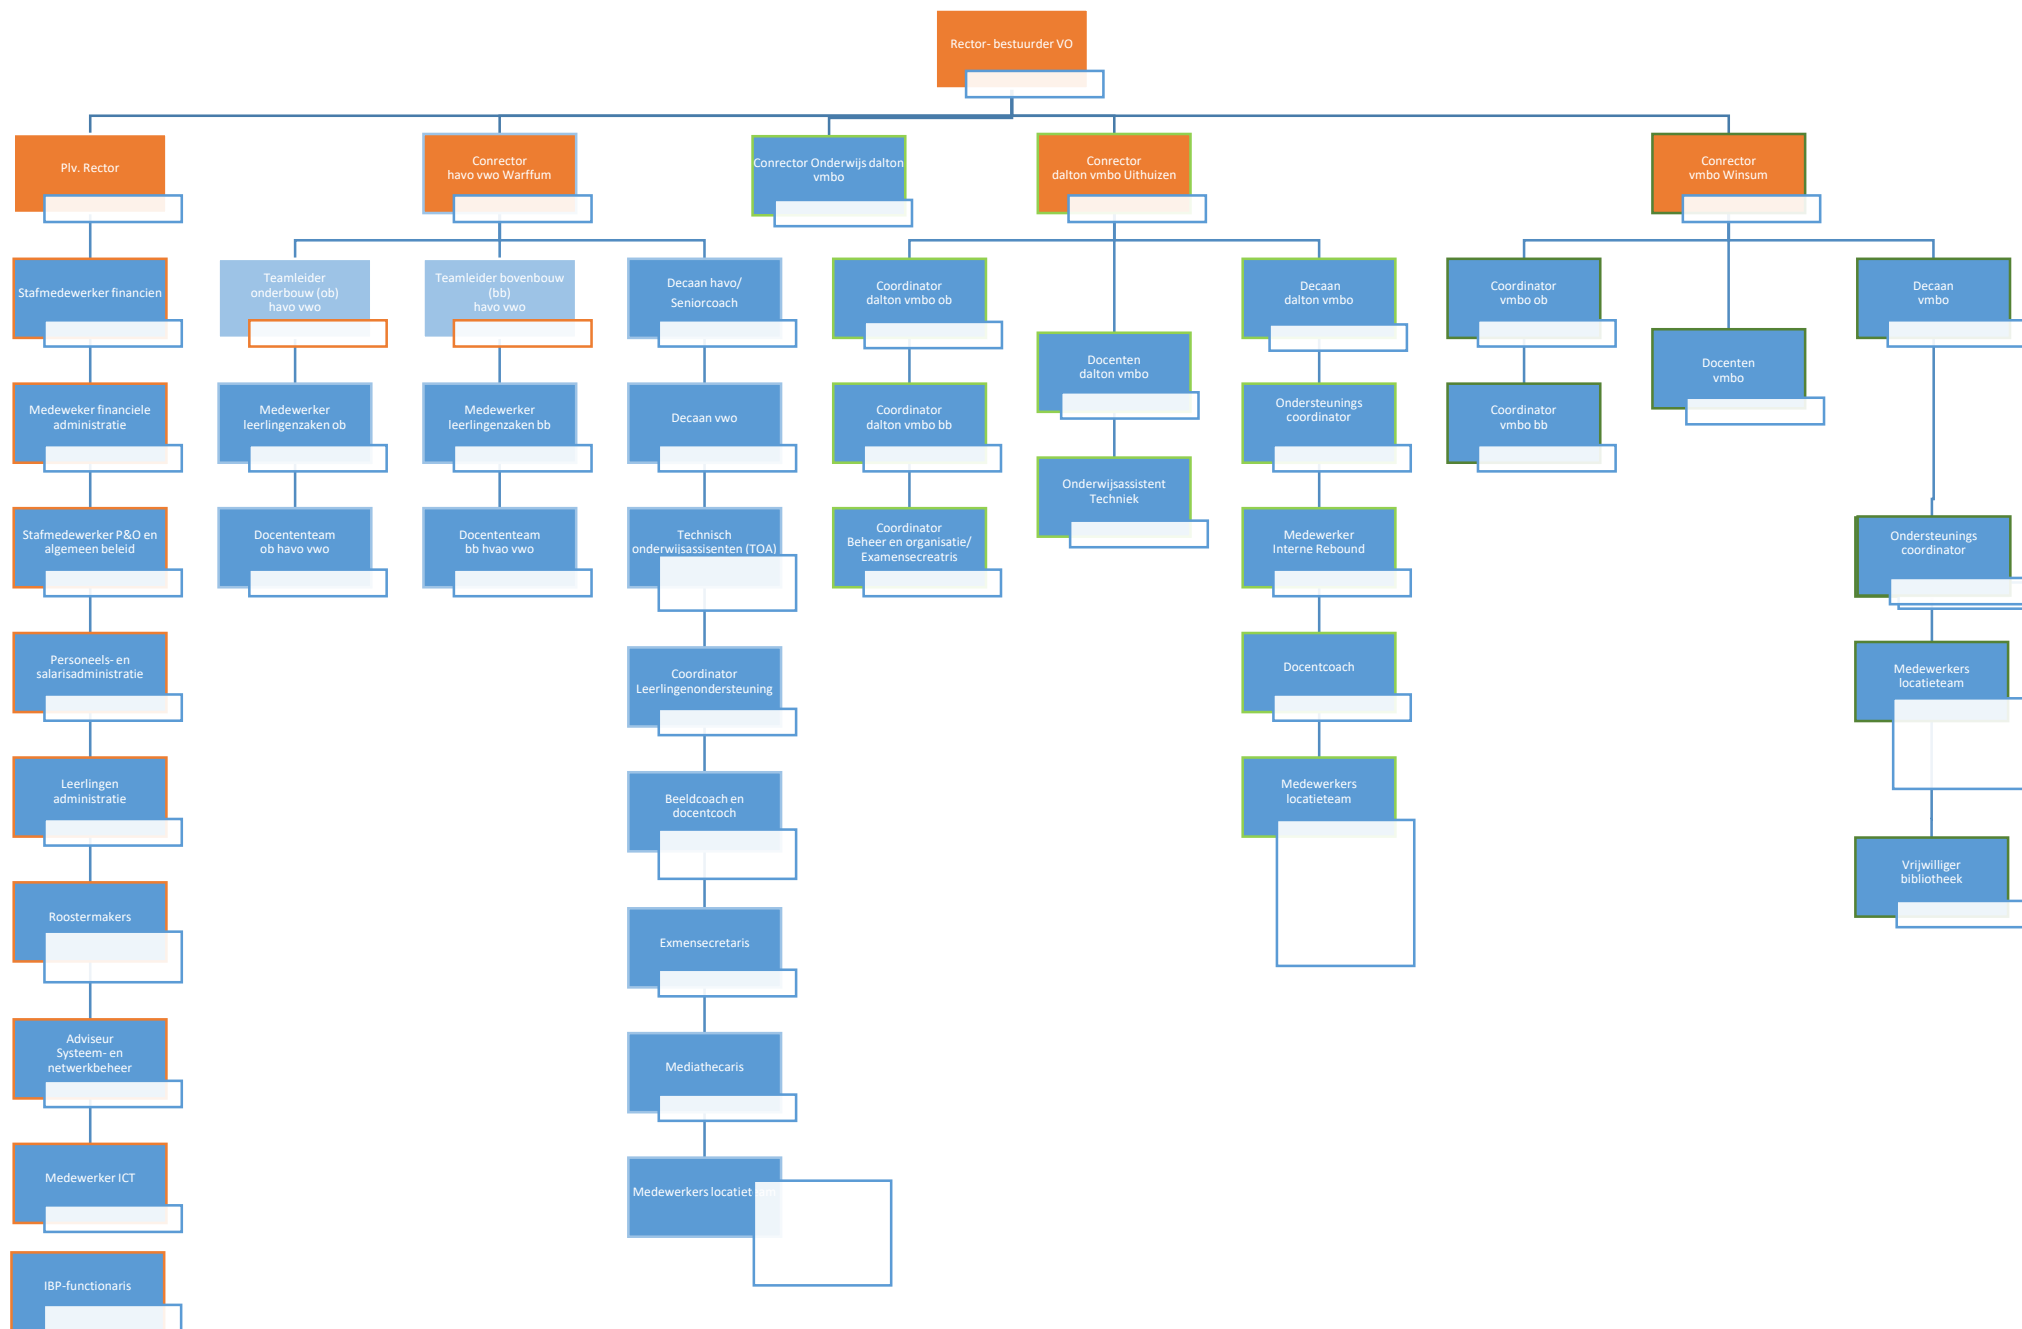 Rector- bestuurder VO
Plv. Rector
Conrector
havo vwo Warffum
Conrector Onderwijs dalton
vmbo
Conrector
dalton vmbo Uithuizen
Conrector
vmbo Winsum
Stafmedewerker financien
Teamleider
onderbouw (ob)
havo vwo
Teamleider bovenbouw
(bb)
havo vwo
Decaan havo/
Seniorcoach
Coordinator
dalton vmbo ob
Decaan
dalton vmbo
Coordinator
vmbo ob
Decaan
vmbo
Docenten
dalton vmbo
Docenten
vmbo
Medeweker financiele
administratie
Medewerker
leerlingenzaken ob
Medewerker
leerlingenzaken bb
Decaan vwo
Coordinator
dalton vmbo bb
Ondersteunings
coordinator
Coordinator
vmbo bb
Onderwijsassistent
Techniek
Stafmedewerker P&O en
algemeen beleid
Docententeam
ob havo vwo
Docententeam
bb hvao vwo
Technisch
onderwijsassisenten (TOA)
Coordinator
Beheer en organisatie/
Examensecreatris
Medewerker
Interne Rebound
Ondersteunings
coordinator
Personeels- en
salarisadministratie
Coordinator
Leerlingenondersteuning
Docentcoach
Medewerkers
locatieteam
Leerlingen
administratie
Beeldcoach en
docentcoch
Medewerkers
locatieteam
Vrijwilliger
bibliotheek
Roostermakers
Exmensecretaris
Adviseur
Systeem- en
netwerkbeheer
Mediathecaris
Medewerker ICT
Medewerkers locatieteam
IBP-functionaris